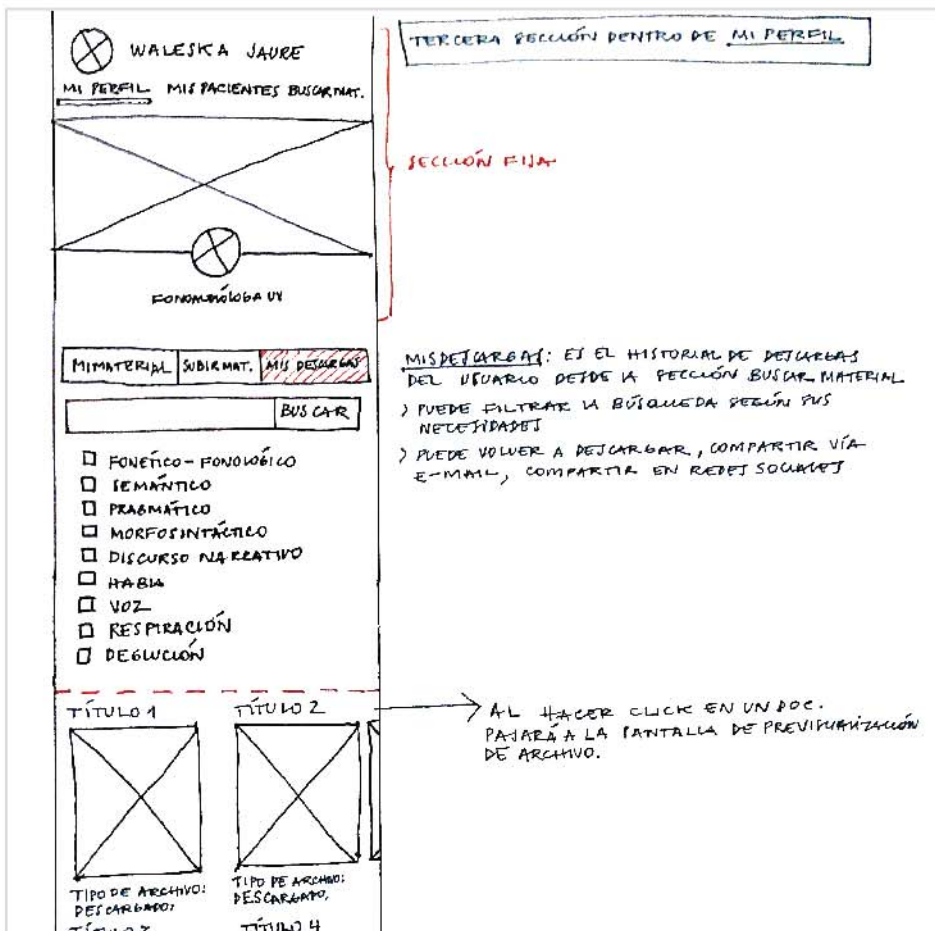 WALESKA JAURE
TERCERA SECCIÓN DENTRO DE MI PERFIL
MI PERFIL MIS PACIENTES BUSCAR MAT.
SECCIÓN FIJA
FONOAUDIÓLOGA UV
MI MATERIAL SUBIR MAT. MIS DESCARGAS
BUSCAR
MIS DESCARGAS: ES EL HISTORIAL DE DESCARGAS
DEL USUARIO DESDE LA SECCIÓN BUSCAR MATERIAL
> PUEDE FILTRAR LA BÚSQUEDA SEGÚN SUS
NECESIDADES
> PUEDE VOLVER A DESCARGAR, COMPARTIR VÍA
E-MAIL, COMPARTIR EN REDES SOCIALES
FONÉTICO-FONOLÓGICO
SEMÁNTICO
PRAGMÁTICO
MORFOSINTÁCTICO
DISCURSO NARRATIVO
HABLA
VOZ
RESPIRACIÓN
DEGLUCIÓN
TÍTULO 1 TÍTULO 2
AL HACER CLICK EN UN DOC.
PASARÁ A LA PANTALLA DE PREVISUALIZACIÓN
DE ARCHIVO.
TIPO DE ARCHIVO: TIPO DE ARCHIVO:
DESCARGADO: DESCARGADO:
TÍTULO 3 TÍTULO 4